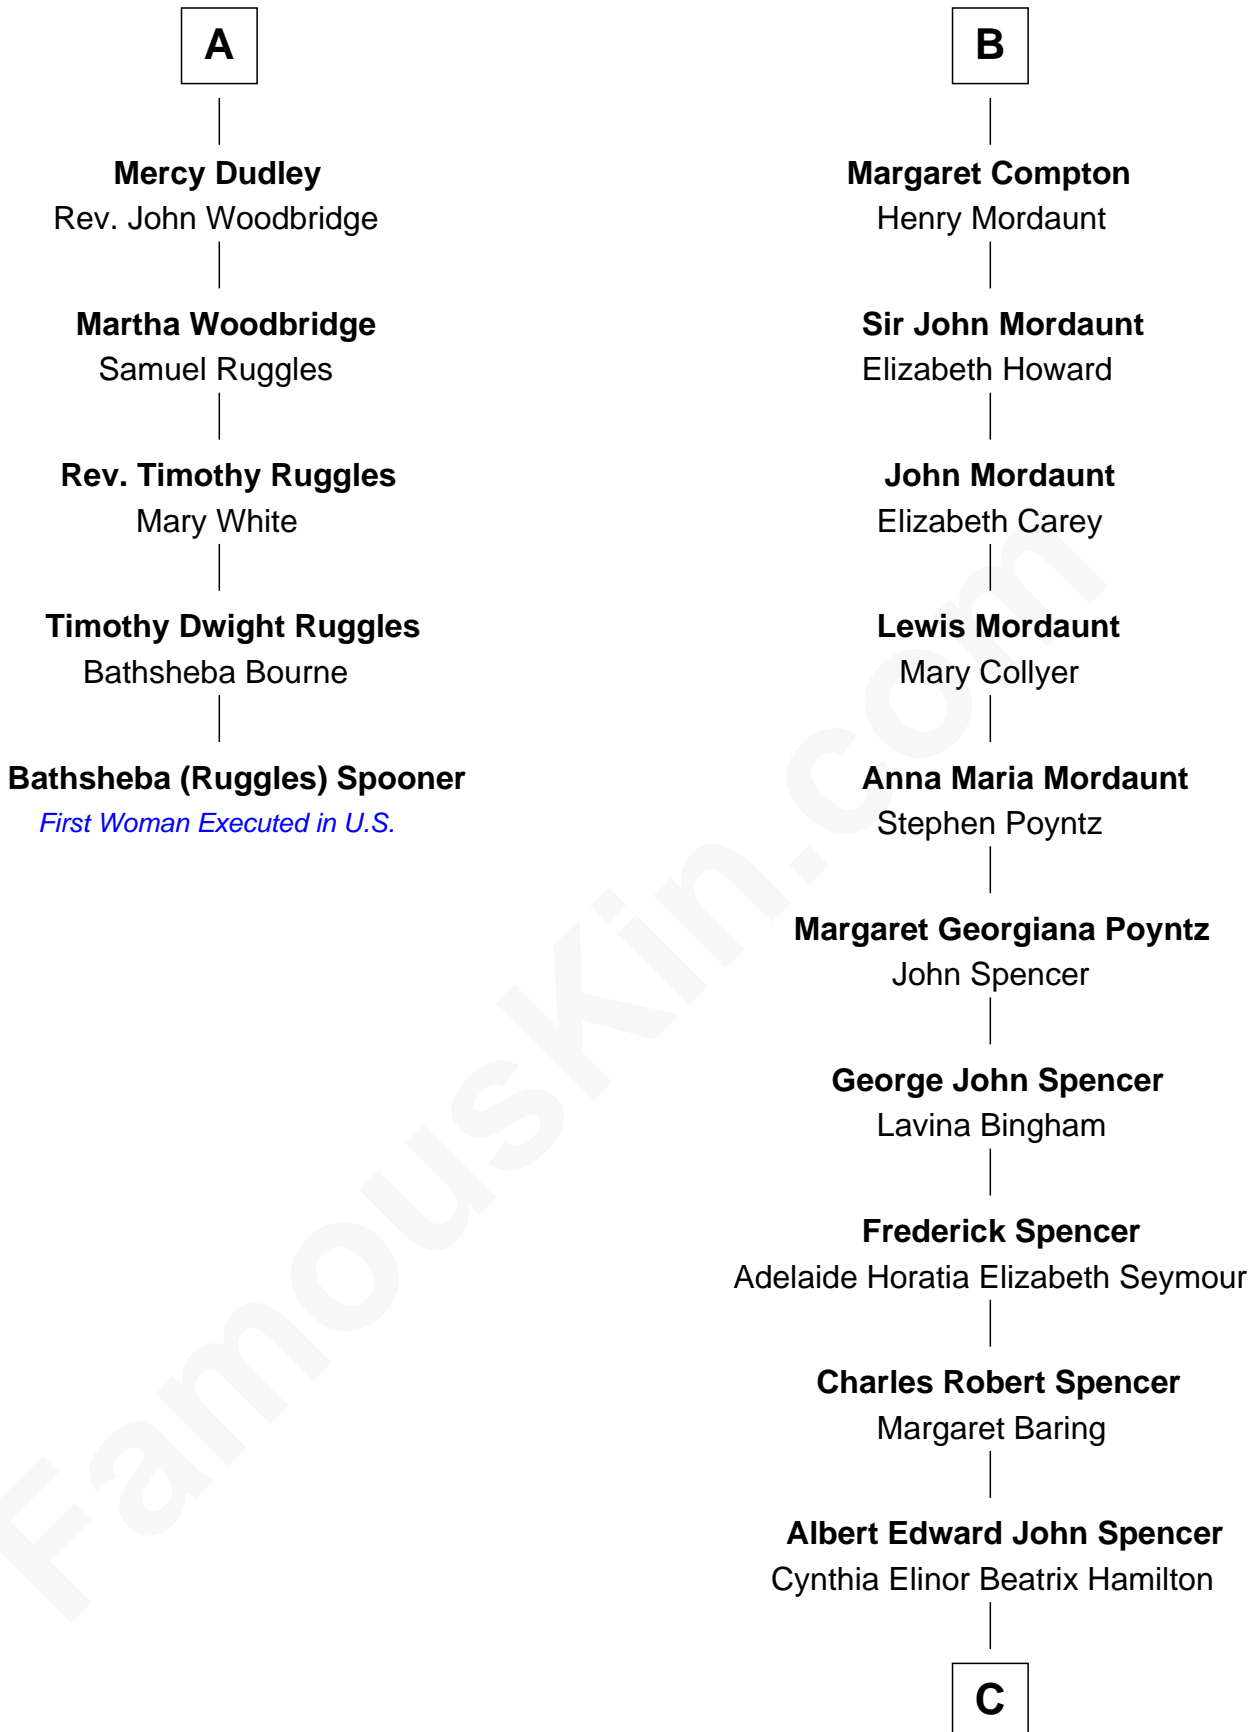 A
Mercy Dudley
Rev. John Woodbridge
Martha Woodbridge
Samuel Ruggles
Rev. Timothy Ruggles
Mary White
Timothy Dwight Ruggles
Bathsheba Bourne
Bathsheba (Ruggles) Spooner
First Woman Executed in U.S.
B
Margaret Compton
Henry Mordaunt
Sir John Mordaunt
Elizabeth Howard
John Mordaunt
Elizabeth Carey
Lewis Mordaunt
Mary Collyer
Anna Maria Mordaunt
Stephen Poyntz
Margaret Georgiana Poyntz
John Spencer
George John Spencer
Lavina Bingham
Frederick Spencer
Adelaide Horatia Elizabeth Seymour
Charles Robert Spencer
Margaret Baring
Albert Edward John Spencer
Cynthia Elinor Beatrix Hamilton
C
FamousKin.com